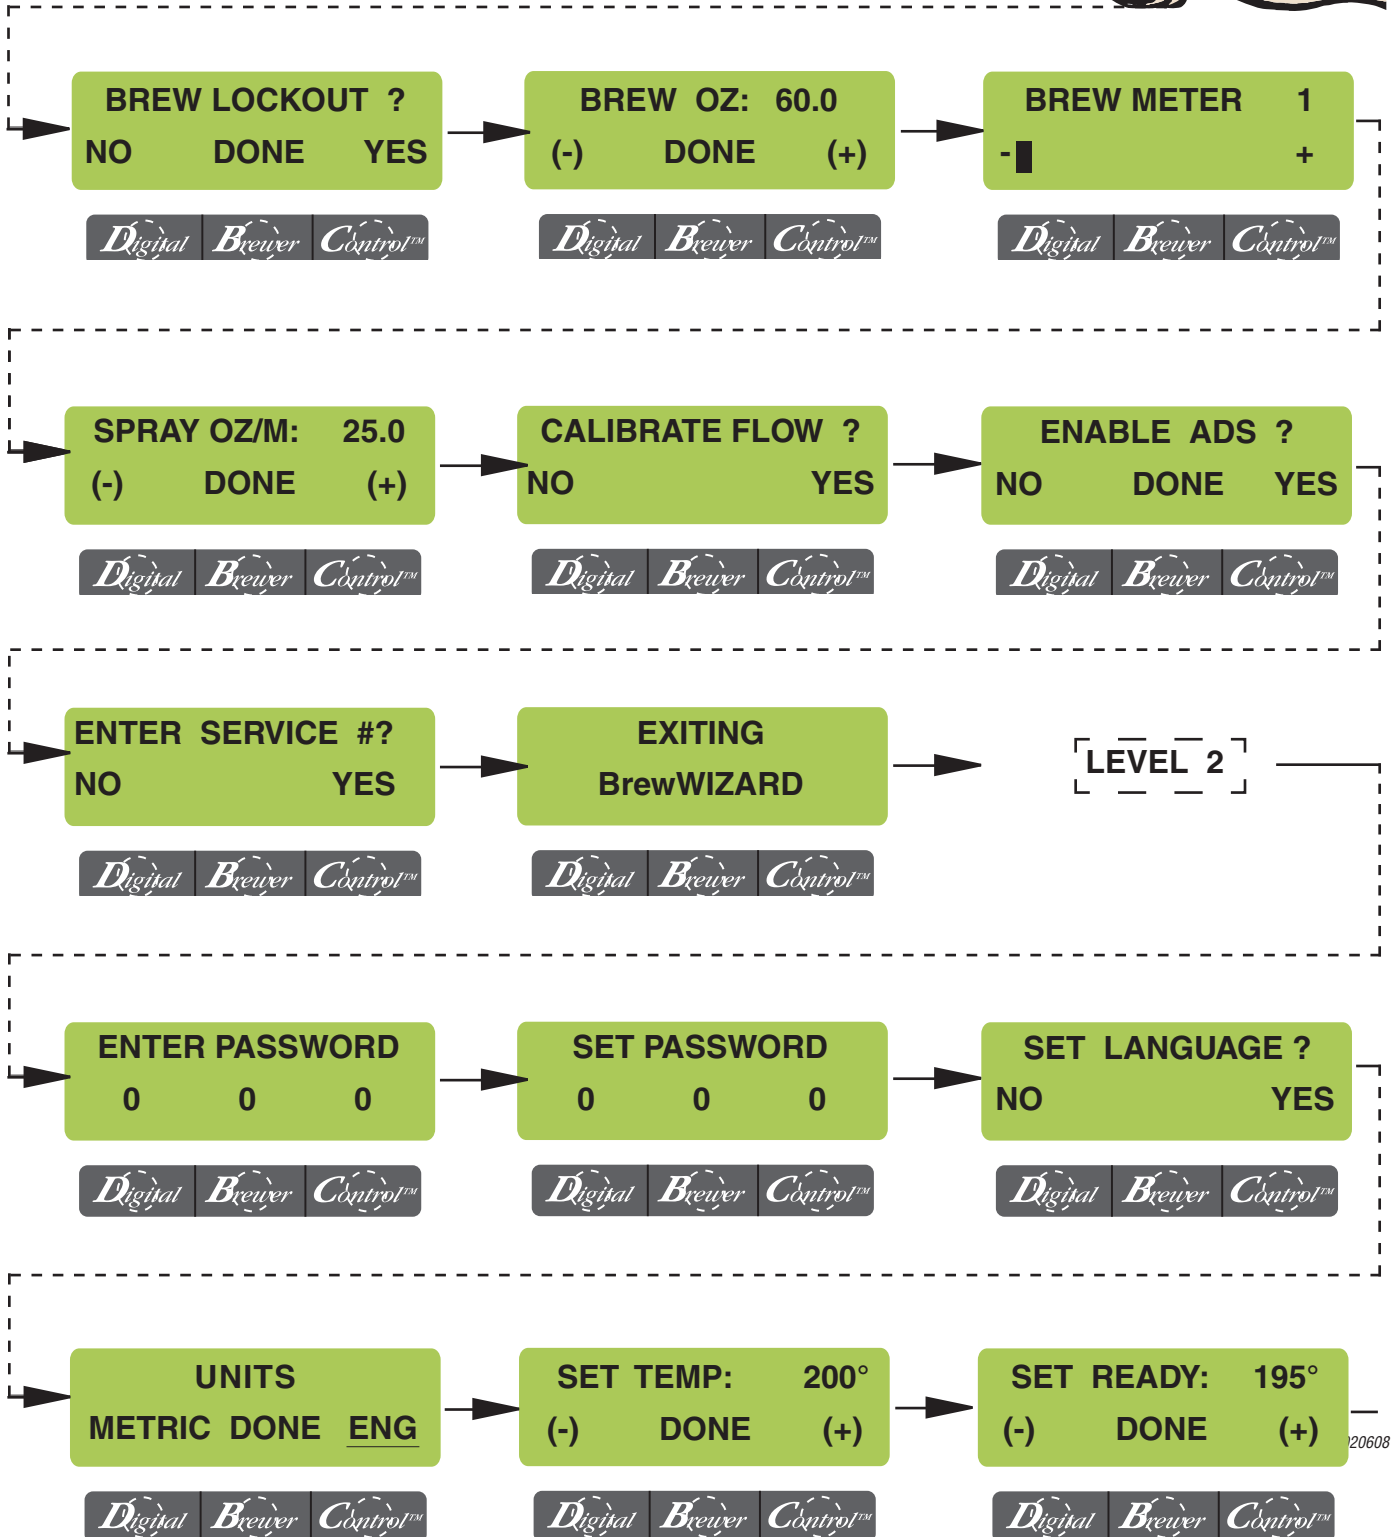 BREW LOCKOUT ?
NO DONE YES
Digital Brewer Control™
BREW OZ: 60.0
(-) DONE (+)
Digital Brewer Control™
BREW METER 1
- +
Digital Brewer Control™
SPRAY OZ/M: 25.0
(-) DONE (+)
Digital Brewer Control™
CALIBRATE FLOW ?
NO YES
Digital Brewer Control™
ENABLE ADS ?
NO DONE YES
Digital Brewer Control™
ENTER SERVICE #?
NO YES
Digital Brewer Control™
EXITING
BrewWIZARD
Digital Brewer Control™
LEVEL 2
ENTER PASSWORD
0 0 0
Digital Brewer Control™
SET PASSWORD
0 0 0
Digital Brewer Control™
SET LANGUAGE ?
NO YES
Digital Brewer Control™
UNITS
METRIC DONE ENG
Digital Brewer Control™
SET TEMP: 200°
(-) DONE (+)
Digital Brewer Control™
SET READY: 195°
(-) DONE (+)
Digital Brewer Control™